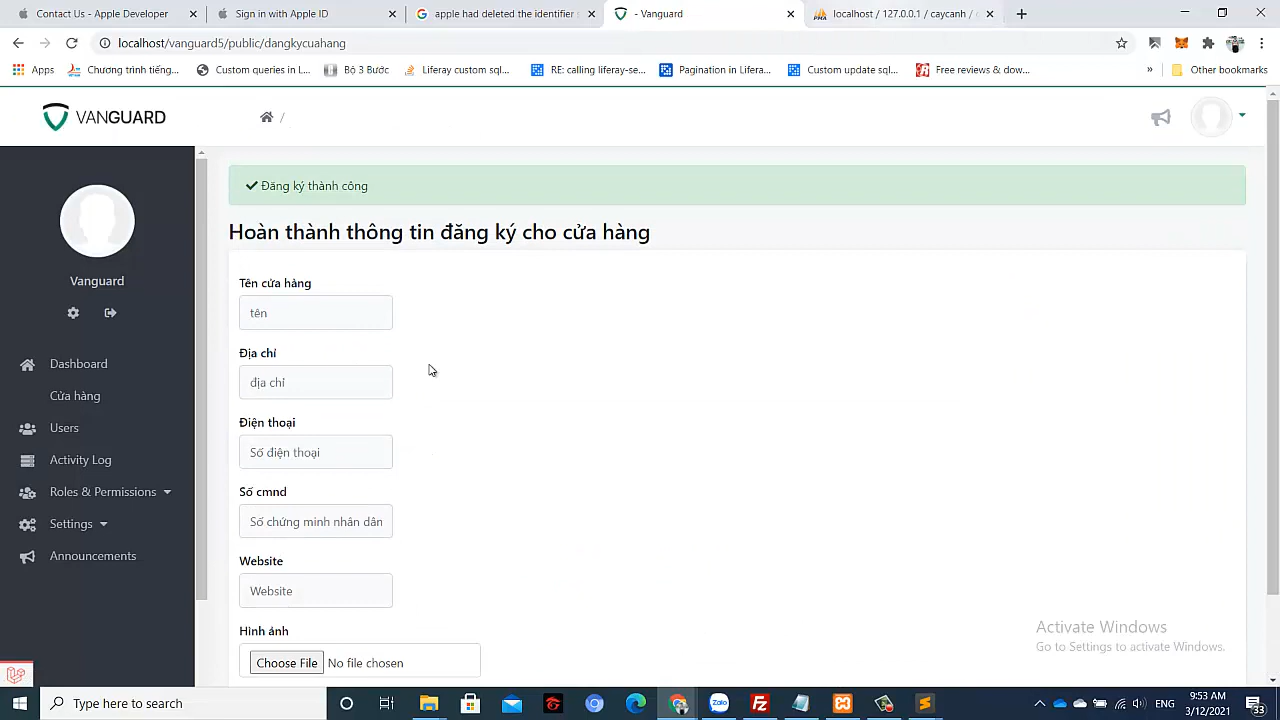 Contact Us - Apple Developer
Sign in with Apple ID
apple had deleted the identifier
- Vanguard
localhost / 127.0.0.1 / caycanh /
localhost/vanguard5/public/dangkycuahang
Apps
Chương trình tiếng...
Custom queries in L...
Bộ 3 Bước
Liferay custom sql...
RE: calling liferay-se...
Pagination in Lifera...
Custom update sql...
Free reviews & dow...
»
Other bookmarks
VANGUARD
/
Đăng ký thành công
Hoàn thành thông tin đăng ký cho cửa hàng
Vanguard
Dashboard
Cửa hàng
Users
Activity Log
Roles & Permissions
Settings
Announcements
Tên cửa hàng
tên
Địa chỉ
địa chỉ
Điện thoại
Số điện thoại
Số cmnd
Số chứng minh nhân dân
Website
Website
Hình ảnh
Choose File No file chosen
Activate Windows
Go to Settings to activate Windows.
Type here to search
Zalo
ENG
9:53 AM
3/12/2021
33